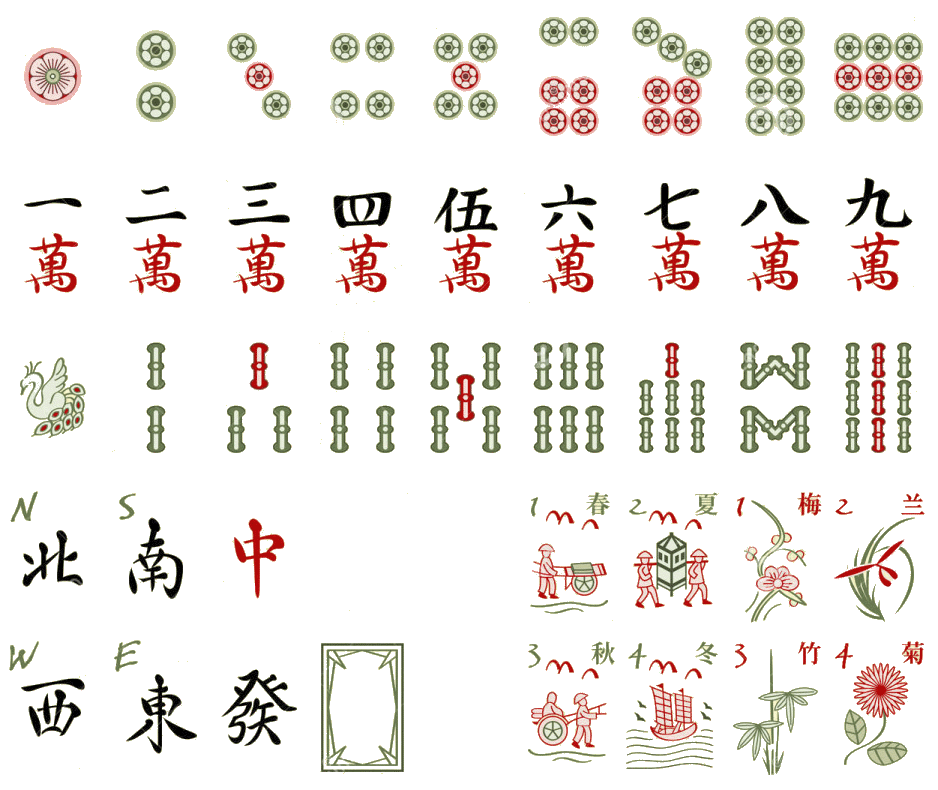 一 二 三 四 伍 六 七 八 九
萬 萬 萬 萬 萬 萬 萬 萬 萬
N S
北 南 中
1 春 2 夏 1 梅 2 兰
W E
西 東 發
3 秋 4 冬 3 竹 4 菊